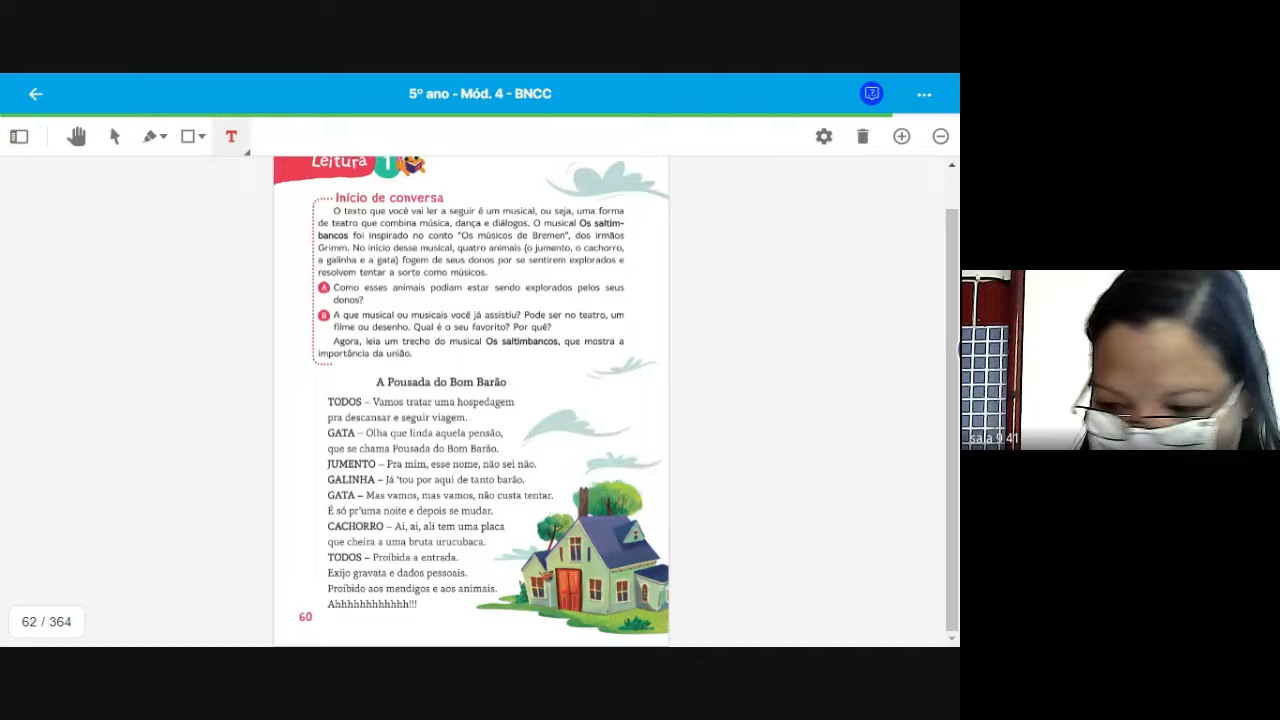 5º ano - Mód. 4 - BNCC
T
Leitura 1
Início de conversa
O texto que você vai ler a seguir é um musical, ou seja, uma forma
de teatro que combina música, dança e diálogos. O musical Os saltim-
bancos foi inspirado no conto "Os músicos de Bremen", dos irmãos
Grimm. No início desse musical, quatro animais (o jumento, o cachorro,
a galinha e a gata) fogem de seus donos por se sentirem explorados e
resolvem tentar a sorte como músicos.
A Como esses animais podiam estar sendo explorados pelos seus
donos?
B A que musical ou musicais você já assistiu? Pode ser no teatro, um
filme ou desenho. Qual é o seu favorito? Por quê?
Agora, leia um trecho do musical Os saltimbancos, que mostra a
importância da união.
A Pousada do Bom Barão
TODOS – Vamos tratar uma hospedagem
pra descansar e seguir viagem.
GATA – Olha que linda aquela pensão,
que se chama Pousada do Bom Barão.
JUMENTO – Pra mim, esse nome, não sei não.
GALINHA – Já 'tou por aqui de tanto barão.
GATA – Mas vamos, mas vamos, não custa tentar.
É só pr'uma noite e depois se mudar.
CACHORRO – Ai, ai, ali tem uma placa
que cheira a uma bruta urucubaca.
TODOS – Proibida a entrada.
Exijo gravata e dados pessoais.
Proibido aos mendigos e aos animais.
Ahhhhhhhhhhhh!!!
60
62 / 364
sala 9 41